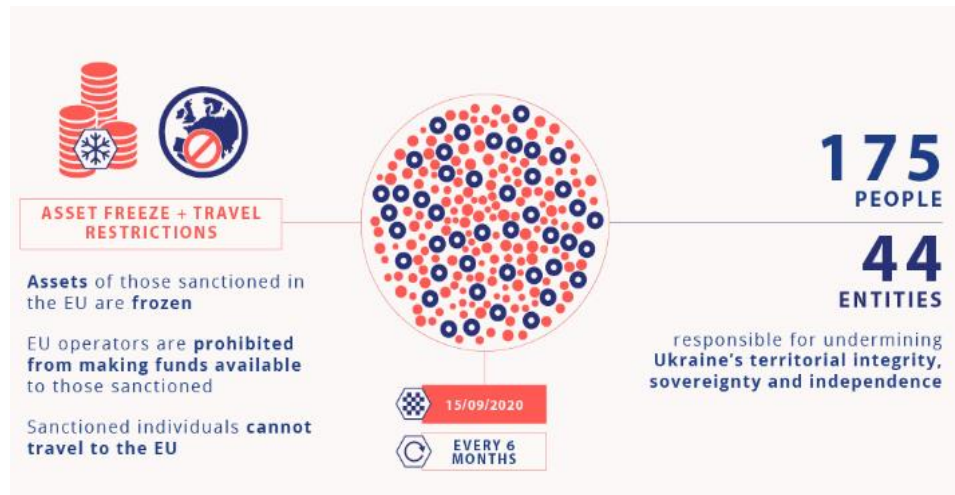 ASSET FREEZE + TRAVEL
RESTRICTIONS
Assets of those sanctioned in
the EU are frozen
EU operators are prohibited
from making funds available
to those sanctioned
Sanctioned individuals cannot
travel to the EU
15/09/2020
EVERY 6
MONTHS
175
PEOPLE
44
ENTITIES
responsible for undermining
Ukraine's territorial integrity,
sovereignty and independence